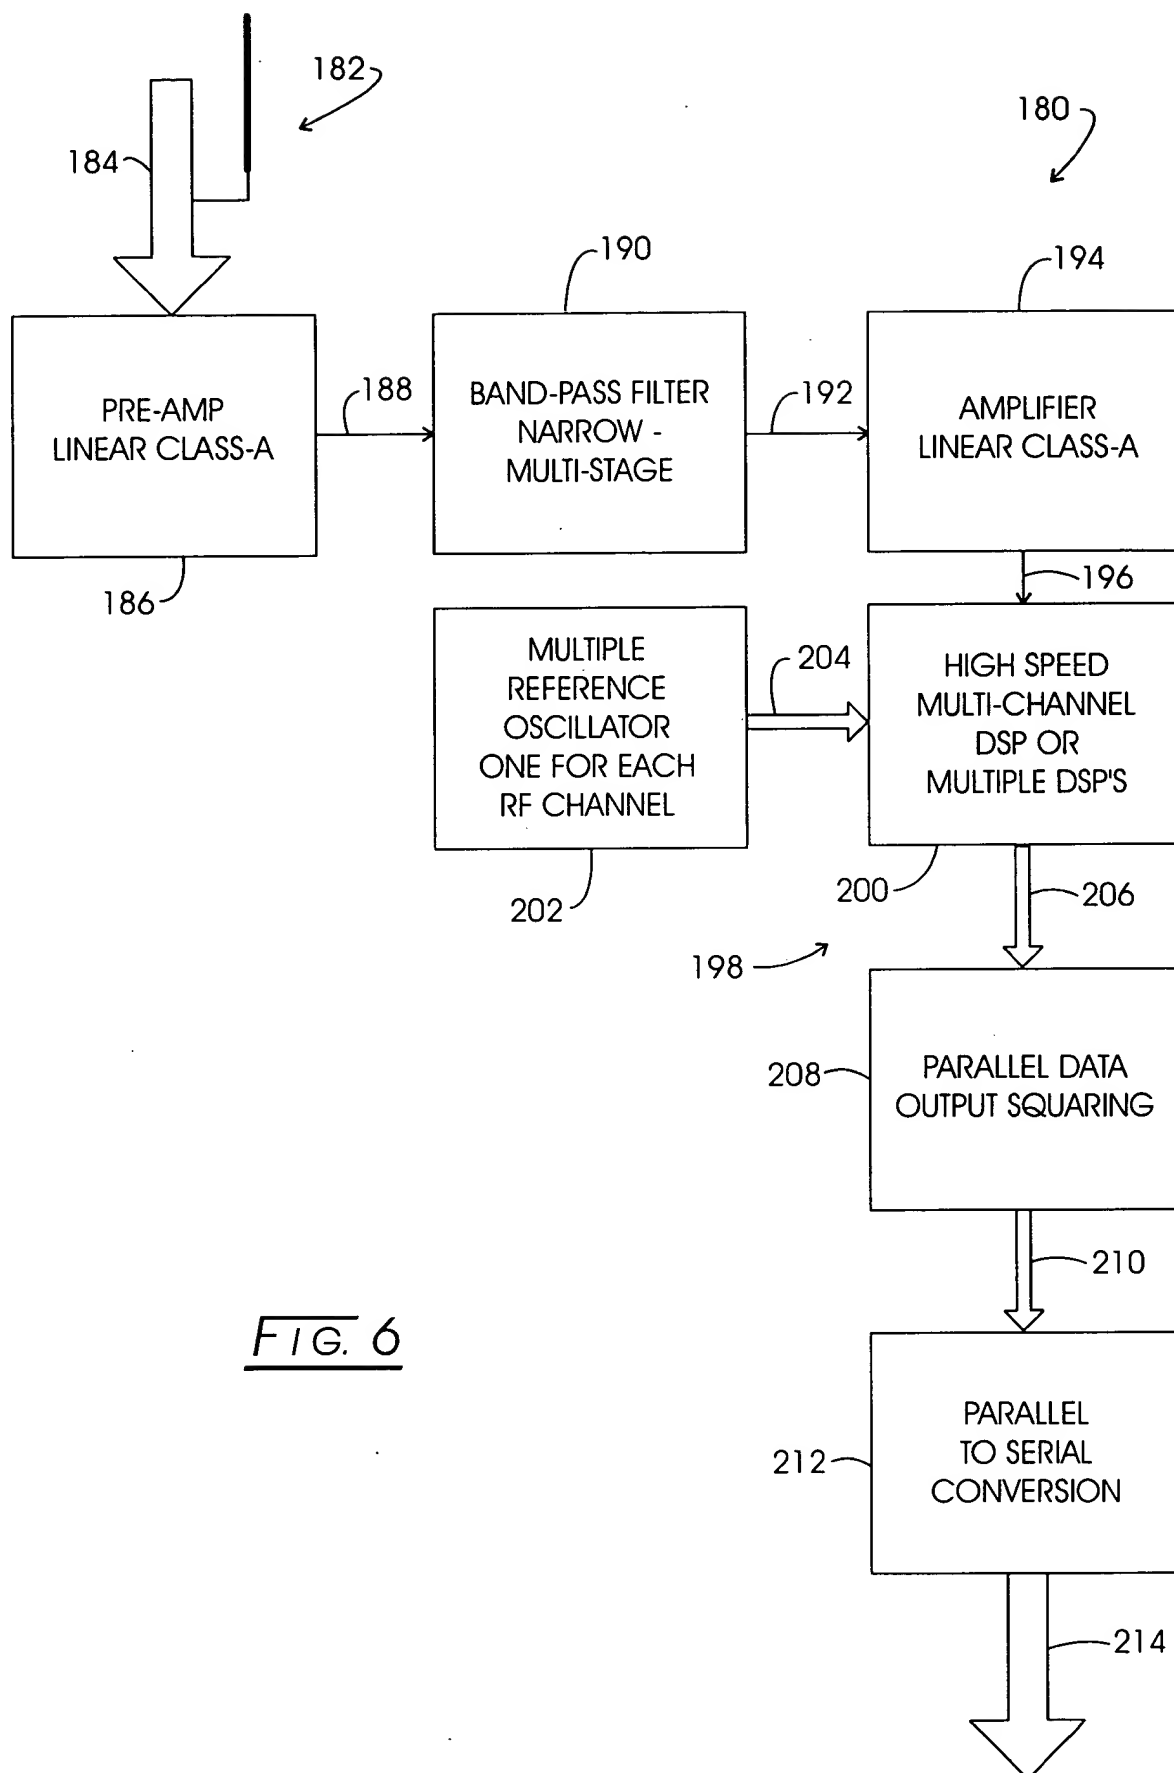 182
180
184
190
194
PRE-AMP
LINEAR CLASS-A
188
BAND-PASS FILTER
NARROW -
MULTI-STAGE
192
AMPLIFIER
LINEAR CLASS-A
186
196
MULTIPLE
REFERENCE
OSCILLATOR
ONE FOR EACH
RF CHANNEL
204
HIGH SPEED
MULTI-CHANNEL
DSP OR
MULTIPLE DSP'S
202
200
206
198
208
PARALLEL DATA
OUTPUT SQUARING
210
FIG. 6
212
PARALLEL
TO SERIAL
CONVERSION
214